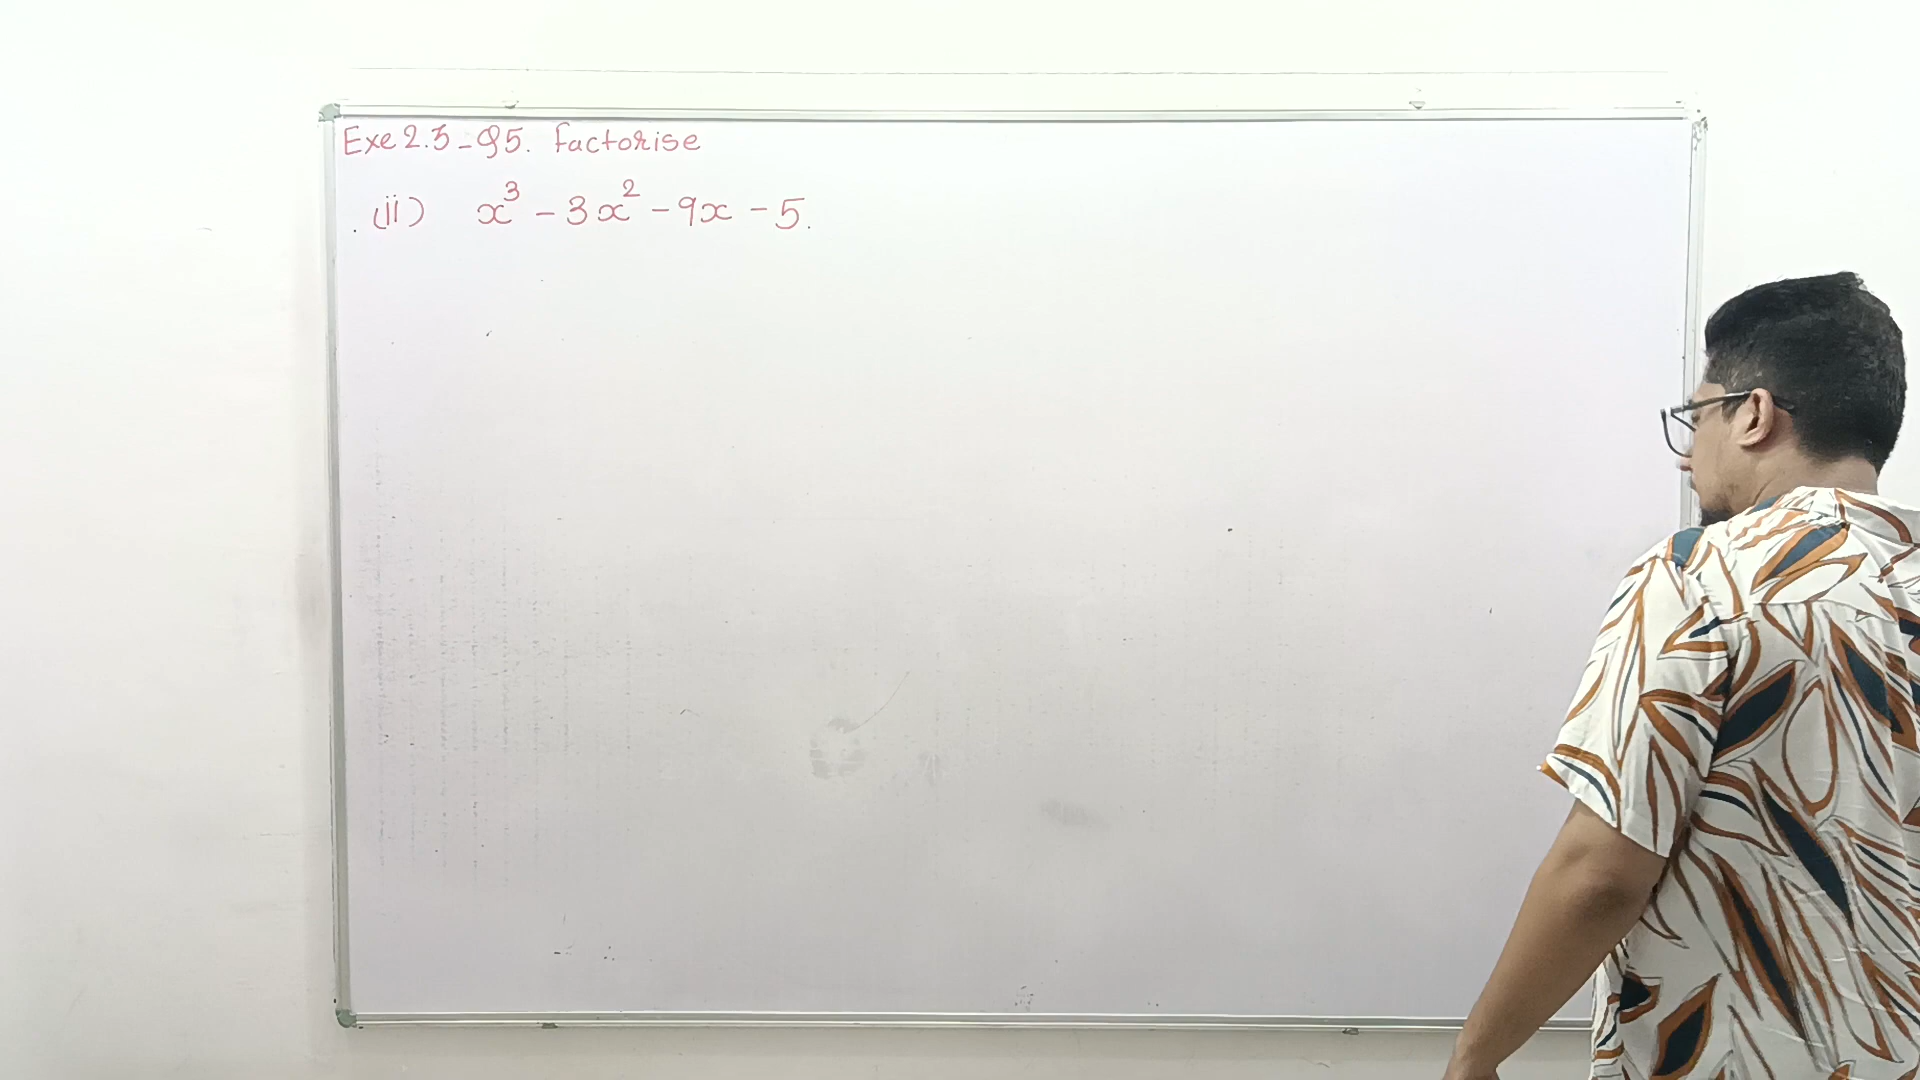 Exe 2.3 - Q5. factorise
(ii) x³ - 3x² - 9x - 5.